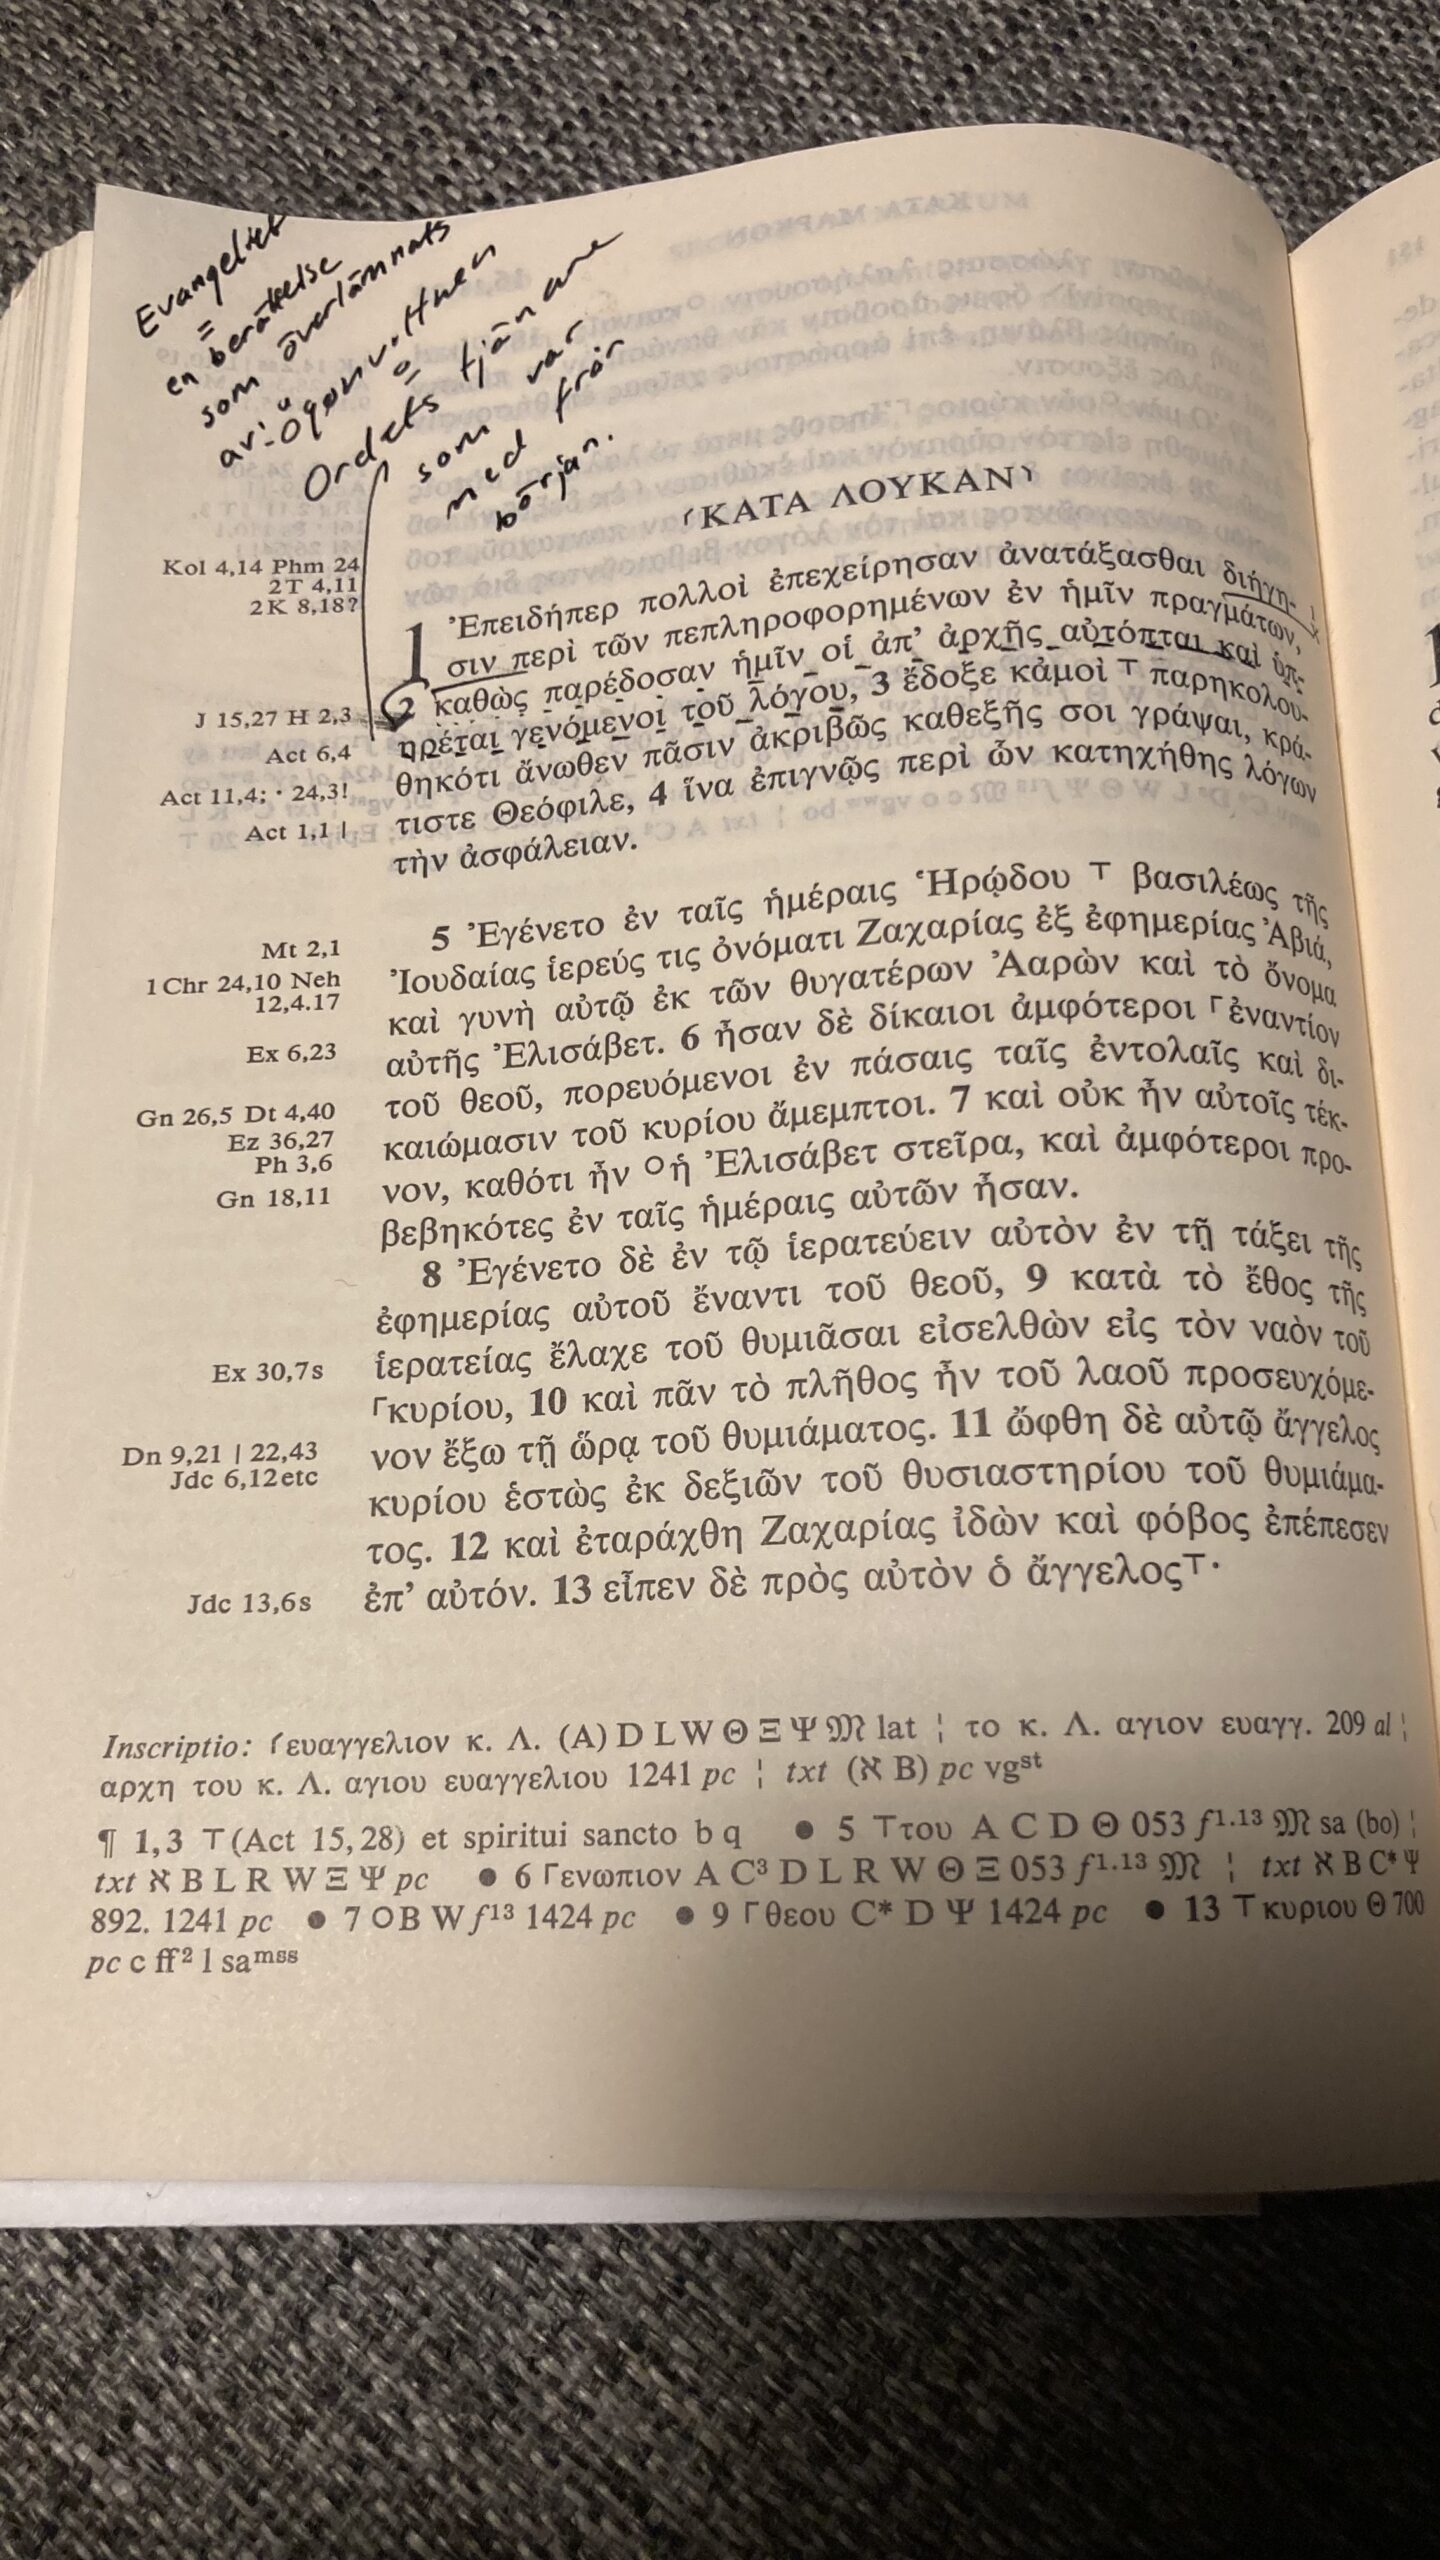 Evangeliet
=
en berättelse
som överlämnats
av: Ögonvittnen
o
=
Ordets tjänare
som var
med från
början.
⸂ΚΑΤΑ ΛΟΥΚΑΝ⸃
Kol 4,14 Phm 24
2T 4,11
2K 8,18?
1 Ἐπειδήπερ πολλοὶ ἐπεχείρησαν ἀνατάξασθαι διήγη-
σιν περὶ τῶν πεπληροφορημένων ἐν ἡμῖν πραγμάτων,
J 15,27 H 2,3
2 καθὼς παρέδοσαν ἡμῖν οἱ ἀπ’ ἀρχῆς αὐτόπται καὶ ὑπ-
Act 6,4
ηρέται γενόμενοι τοῦ λόγου, 3 ἔδοξε κἀμοὶ ⊤ παρηκολου-
Act 11,4; · 24,3!
θηκότι ἄνωθεν πᾶσιν ἀκριβῶς καθεξῆς σοι γράψαι, κρά-
Act 1,1 |
τιστε Θεόφιλε, 4 ἵνα ἐπιγνῷς περὶ ὧν κατηχήθης λόγων
τὴν ἀσφάλειαν.
Mt 2,1
5 Ἐγένετο ἐν ταῖς ἡμέραις Ἡρῴδου ⊤ βασιλέως τῆς
1 Chr 24,10 Neh
12,4.17
Ἰουδαίας ἱερεύς τις ὀνόματι Ζαχαρίας ἐξ ἐφημερίας Ἀβιά,
καὶ γυνὴ αὐτῷ ἐκ τῶν θυγατέρων Ἀαρὼν καὶ τὸ ὄνομα
Ex 6,23
αὐτῆς Ἐλισάβετ. 6 ἦσαν δὲ δίκαιοι ἀμφότεροι ⸀ἐναντίον
Gn 26,5 Dt 4,40
τοῦ θεοῦ, πορευόμενοι ἐν πάσαις ταῖς ἐντολαῖς καὶ δι-
Ez 36,27
Ph 3,6
καιώμασιν τοῦ κυρίου ἄμεμπτοι. 7 καὶ οὐκ ἦν αὐτοῖς τέκ-
Gn 18,11
νον, καθότι ἦν ○ἡ Ἐλισάβετ στεῖρα, καὶ ἀμφότεροι προ-
βεβηκότες ἐν ταῖς ἡμέραις αὐτῶν ἦσαν.
8 Ἐγένετο δὲ ἐν τῷ ἱερατεύειν αὐτὸν ἐν τῇ τάξει τῆς
ἐφημερίας αὐτοῦ ἔναντι τοῦ θεοῦ, 9 κατὰ τὸ ἔθος τῆς
Ex 30,7s
ἱερατείας ἔλαχε τοῦ θυμιᾶσαι εἰσελθὼν εἰς τὸν ναὸν τοῦ
⸀κυρίου, 10 καὶ πᾶν τὸ πλῆθος ἦν τοῦ λαοῦ προσευχόμε-
Dn 9,21 | 22,43
Jdc 6,12etc
νον ἔξω τῇ ὥρᾳ τοῦ θυμιάματος. 11 ὤφθη δὲ αὐτῷ ἄγγελος
κυρίου ἑστὼς ἐκ δεξιῶν τοῦ θυσιαστηρίου τοῦ θυμιάμα-
τος. 12 καὶ ἐταράχθη Ζαχαρίας ἰδὼν καὶ φόβος ἐπέπεσεν
Jdc 13,6s
ἐπ’ αὐτόν. 13 εἶπεν δὲ πρὸς αὐτὸν ὁ ἄγγελος⊤·
Inscriptio: ⸂ευαγγελιον κ. Λ. (A) D L W Θ Ξ Ψ 𝔐 lat ¦ το κ. Λ. αγιον ευαγγ. 209 al ¦
αρχη του κ. Λ. αγιου ευαγγελιου 1241 pc ¦ txt (ℵ B) pc vgˢᵗ
¶ 1,3 ⊤(Act 15,28) et spiritui sancto b q ● 5 ⊤του A C D Θ 053 f¹·¹³ 𝔐 sa (bo) ¦
txt ℵ B L R W Ξ Ψ pc ● 6 ⸀ενωπιον A C³ D L R W Θ Ξ 053 f¹·¹³ 𝔐 ¦ txt ℵ B C* Ψ
892. 1241 pc ● 7 ○B W f¹³ 1424 pc ● 9 ⸀θεου C* D Ψ 1424 pc ● 13 ⊤κυριου Θ 700
pc c ff² l saᵐˢˢ